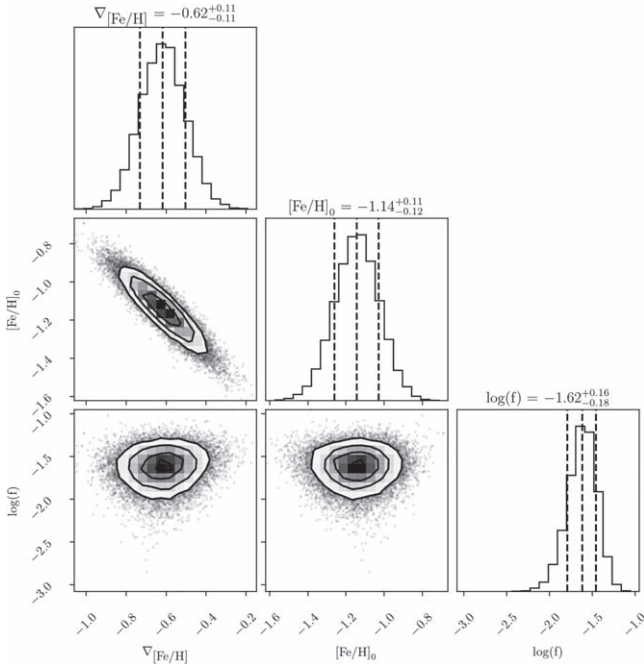 ∇[Fe/H] = −0.62 +0.11 −0.11
[Fe/H]0 = −1.14 +0.11 −0.12
−0.8
−1.0
−1.2
−1.4
−1.6
[Fe/H]0
log(f) = −1.62 +0.16 −0.18
−1.0
−1.5
−2.0
−2.5
−3.0
log(f)
−1.0 −0.8 −0.6 −0.4 −0.2
∇[Fe/H]
−1.6 −1.4 −1.2 −1.0 −0.8
[Fe/H]0
−3.0 −2.5 −2.0 −1.5 −1.0
log(f)